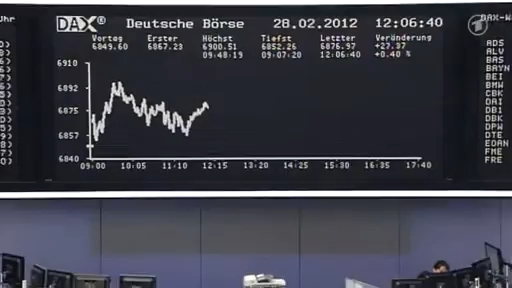 Uhr
DAX Deutsche Börse 28.02.2012 12:06:40
DAX-W
Vortag Erster Höchst Tiefst Letzter Veränderung
6849.60 6867.23 6900.51 6852.26 6876.97 +27.37
09:48:19 09:07:20 12:06:40 +0.40 %
6910
6892
6875
6857
6840
09:00 10:05 11:10 12:15 13:20 14:25 15:30 16:35 17:40
ADS
ALV
BAS
BAYN
BEI
BMW
CBK
DAI
DB1
DBK
DPW
DTE
EOAN
FME
FRE
DAX